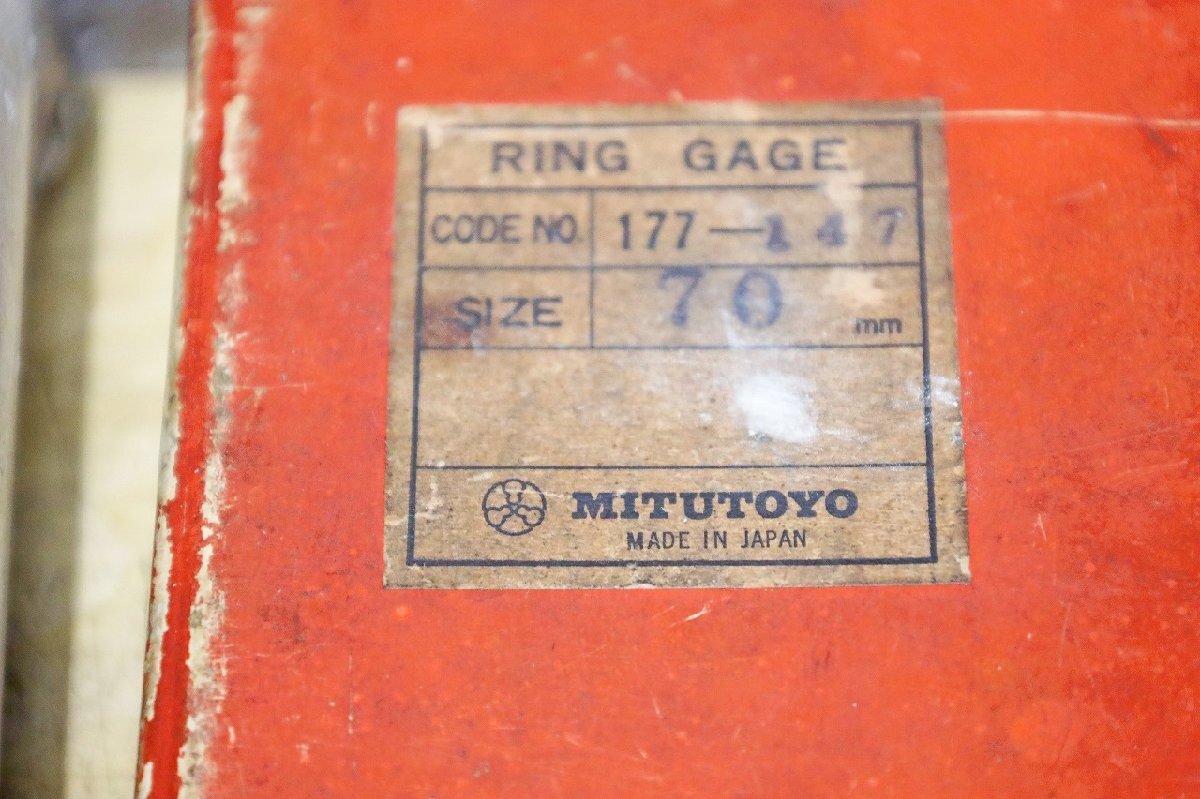 RING GAGE
CODE NO. 177-147
SIZE 70 mm
MITUTOYO
MADE IN JAPAN